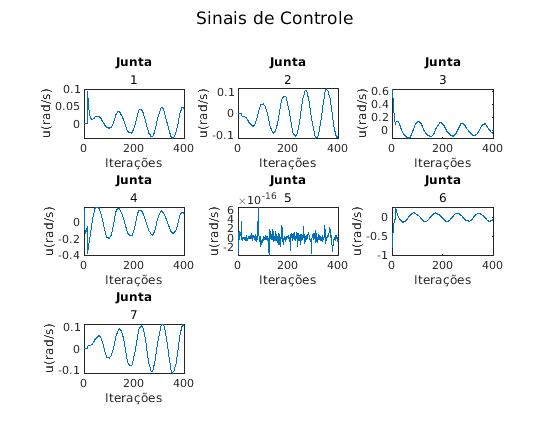 Sinais de Controle
Junta Junta Junta
1 2 3
0.1 0.05 0 u(rad/s) 0 200 400 Iterações
0.1 0 -0.1 u(rad/s) 0 200 400 Iterações
0.6 0.4 0.2 0 u(rad/s) 0 200 400 Iterações
Junta Junta Junta
4 5 6
0 -0.2 -0.4 u(rad/s) 0 200 400 Iterações
×10-16 6 4 2 0 -2 u(rad/s) 0 200 400 Iterações
0 -0.5 -1 u(rad/s) 0 200 400 Iterações
Junta
7
0.1 0 -0.1 u(rad/s) 0 200 400 Iterações